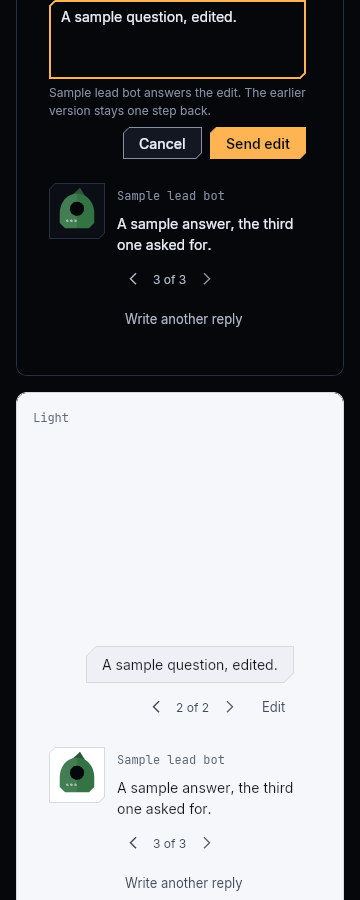 A sample question, edited.
Sample lead bot answers the edit. The earlier
version stays one step back.
Cancel
Send edit
Sample lead bot
A sample answer, the third
one asked for.
3 of 3
Write another reply
Light
A sample question, edited.
2 of 2
Edit
Sample lead bot
A sample answer, the third
one asked for.
3 of 3
Write another reply